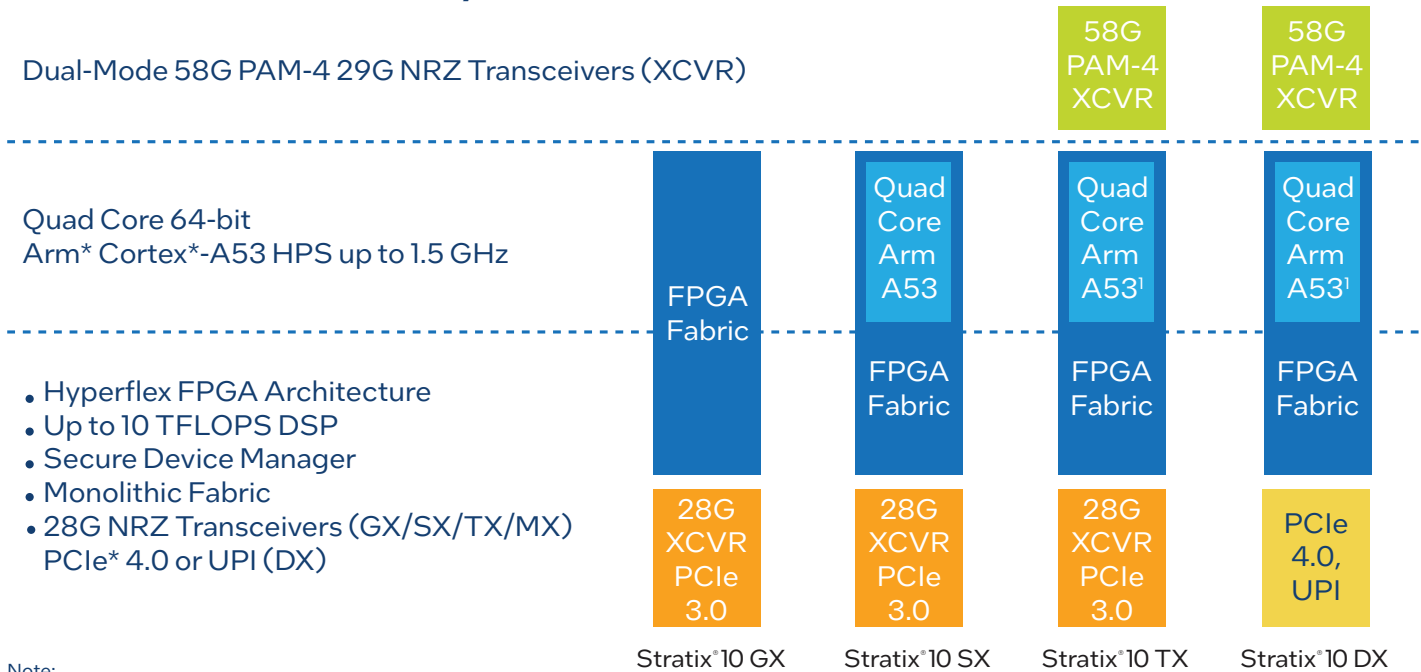 Dual-Mode 58G PAM-4 29G NRZ Transceivers (XCVR)
58G
PAM-4
XCVR
58G
PAM-4
XCVR
Quad Core 64-bit
Arm* Cortex*-A53 HPS up to 1.5 GHz
FPGA
Fabric
Quad
Core
Arm
A53
Quad
Core
Arm
A53¹
Quad
Core
Arm
A53¹
• Hyperflex FPGA Architecture
• Up to 10 TFLOPS DSP
• Secure Device Manager
• Monolithic Fabric
• 28G NRZ Transceivers (GX/SX/TX/MX)
PCIe* 4.0 or UPI (DX)
FPGA
Fabric
FPGA
Fabric
FPGA
Fabric
28G
XCVR
PCIe
3.0
28G
XCVR
PCIe
3.0
28G
XCVR
PCIe
3.0
PCIe
4.0,
UPI
Stratix® 10 GX
Stratix® 10 SX
Stratix® 10 TX
Stratix® 10 DX
Note: